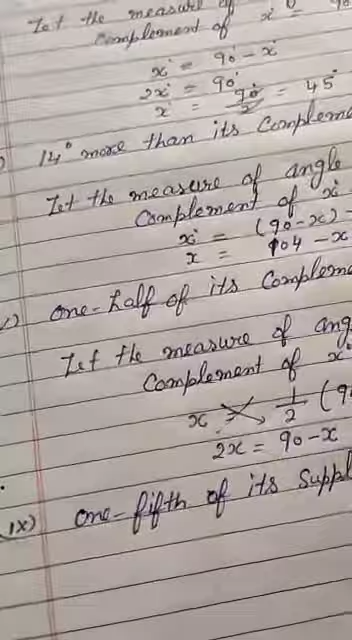 Let the measure of
Complement of x° = 90
x° = 90° - x°
2x° = 90°
x° = 90°/2 = 45°
14° more than its Compleme
Let the measure of angle
Complement of x°
x° = (90-x)
x = 104 - x
one-half of its Compleme
Let the measure of ang
Complement of x°
x = 1/2 (9
2x = 90-x
ix) one-fifth of its suppl